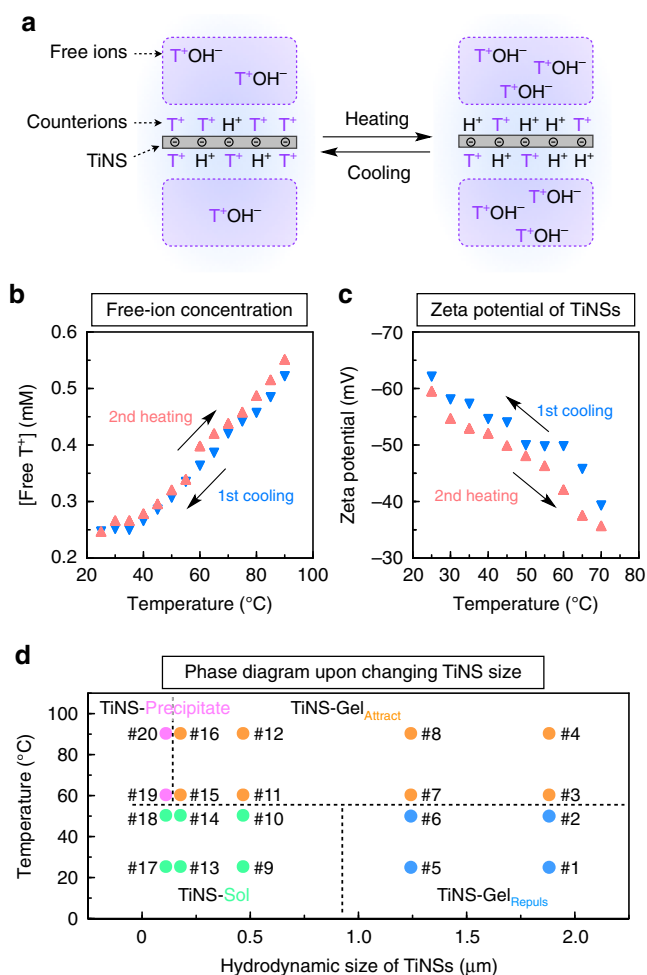 a
Free ions
T⁺OH⁻
T⁺OH⁻
T⁺OH⁻
T⁺OH⁻
T⁺OH⁻
Counterions
T⁺ T⁺ H⁺ T⁺ T⁺
H⁺ T⁺ H⁺ H⁺ T⁺
TiNS
⊖ ⊖ ⊖ ⊖ ⊖
⊖ ⊖ ⊖ ⊖ ⊖
T⁺ H⁺ T⁺ H⁺ T⁺
T⁺ H⁺ T⁺ H⁺ H⁺
Heating
Cooling
T⁺OH⁻
T⁺OH⁻
T⁺OH⁻
T⁺OH⁻
b
Free-ion concentration
[Free T⁺] (mM)
0.6
0.5
0.4
0.3
0.2
2nd heating
1st cooling
20 40 60 80 100
Temperature (°C)
c
Zeta potential of TiNSs
Zeta potential (mV)
–70
–60
–50
–40
–30
1st cooling
2nd heating
20 30 40 50 60 70 80
Temperature (°C)
d
Phase diagram upon changing TiNS size
Temperature (°C)
100
80
60
40
20
0
TiNS-Precipitate
TiNS-Gel_Attract
#20 #16 #12 #8 #4
#19 #15 #11 #7 #3
#18 #14 #10 #6 #2
#17 #13 #9 #5 #1
TiNS-Sol
TiNS-Gel_Repuls
0 0.5 1.0 1.5 2.0
Hydrodynamic size of TiNSs (μm)